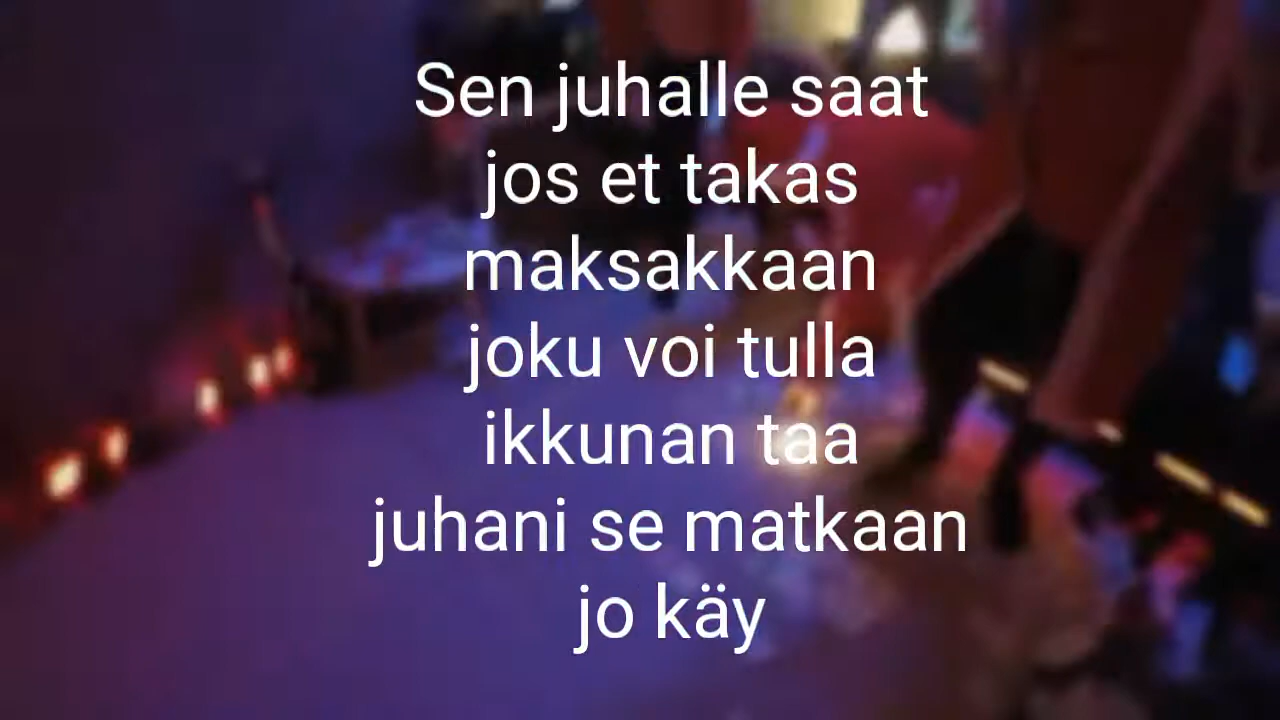 Sen juhalle saat
jos et takas
maksakkaan
joku voi tulla
ikkunan taa
juhani se matkaan
jo käy